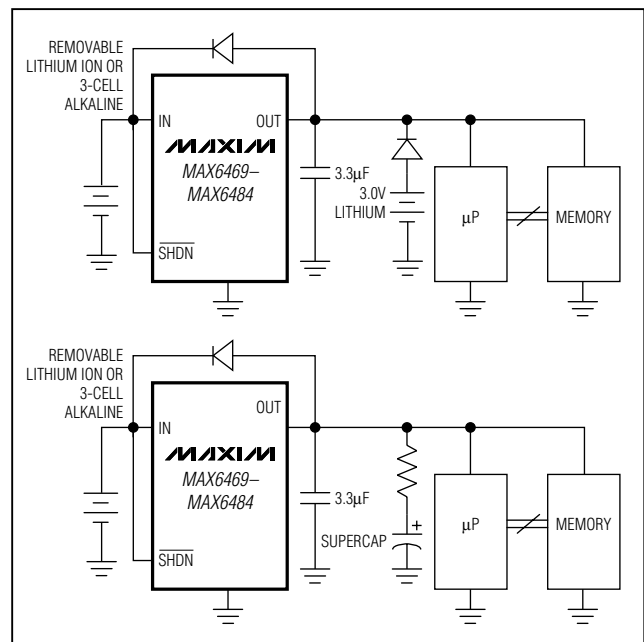 REMOVABLE
LITHIUM ION OR
3-CELL
ALKALINE
IN
OUT
MAXIM
MAX6469–
MAX6484
SHDN
3.3µF
3.0V
LITHIUM
µP
MEMORY
REMOVABLE
LITHIUM ION OR
3-CELL
ALKALINE
IN
OUT
MAXIM
MAX6469–
MAX6484
SHDN
3.3µF
SUPERCAP
+
µP
MEMORY